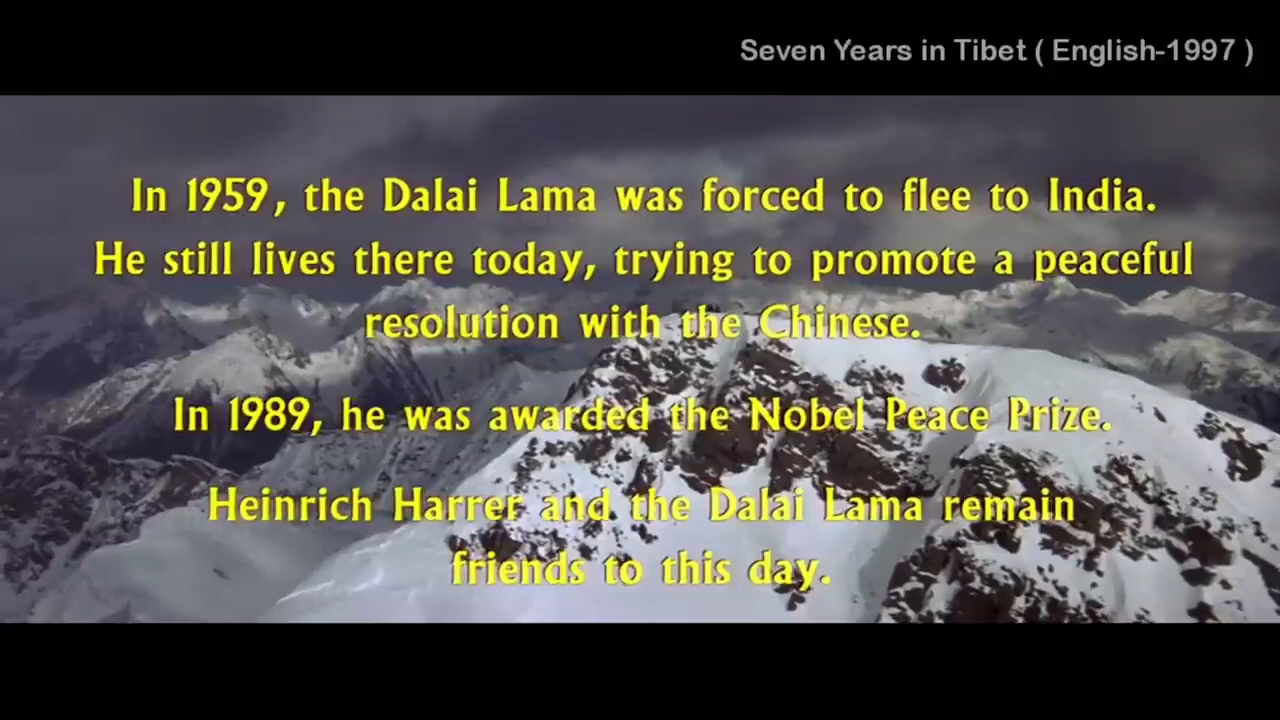 Seven Years in Tibet ( English-1997 )
In 1959, the Dalai Lama was forced to flee to India.
He still lives there today, trying to promote a peaceful
resolution with the Chinese.
In 1989, he was awarded the Nobel Peace Prize.
Heinrich Harrer and the Dalai Lama remain
friends to this day.